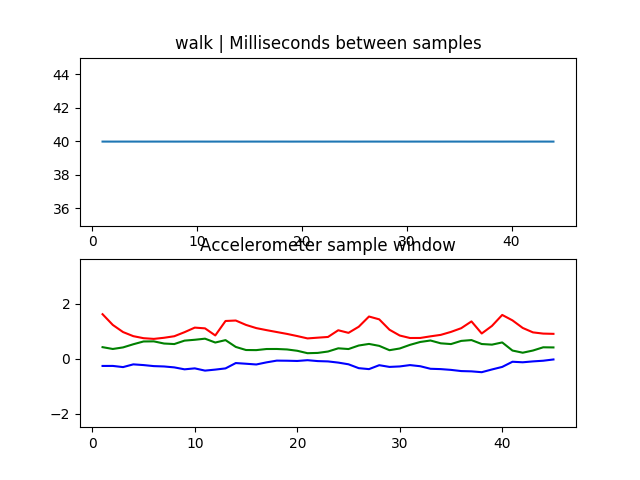 walk | Milliseconds between samples
44
42
40
38
36
0 10 20 30 40
Accelerometer sample window
2
0
−2
0 10 20 30 40